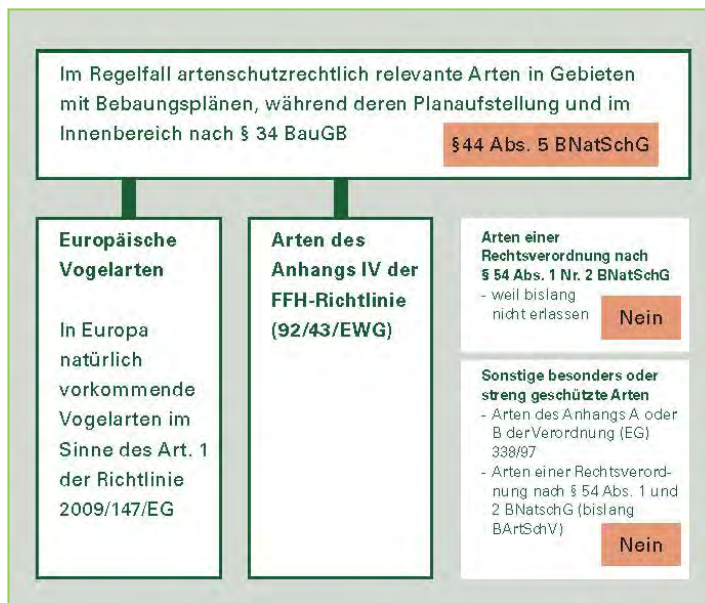 Im Regelfall artenschutzrechtlich relevante Arten in Gebieten
mit Bebaungsplänen, während deren Planaufstellung und im
Innenbereich nach § 34 BauGB
§44 Abs. 5 BNatSchG
Europäische
Vogelarten
In Europa
natürlich
vorkommende
Vogelarten im
Sinne des Art. 1
der Richtlinie
2009/147/EG
Arten des
Anhangs IV der
FFH-Richtlinie
(92/43/EWG)
Arten einer
Rechtsverordnung nach
§ 54 Abs. 1 Nr. 2 BNatSchG
- weil bislang
nicht erlassen
Nein
Sonstige besonders oder
streng geschützte Arten
- Arten des Anhangs A oder
B der Verordnung (EG)
338/97
- Arten einer Rechtsverord-
nung nach § 54 Abs. 1 und
2 BNatschG (bislang
BArtSchV)
Nein